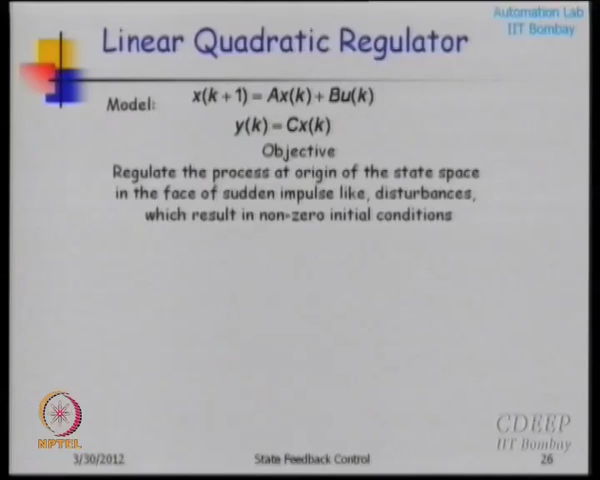 Automation Lab
IIT Bombay
Linear Quadratic Regulator
Model: x(k + 1) = Ax(k) + Bu(k)
y(k) = Cx(k)
Objective
Regulate the process at origin of the state space
in the face of sudden impulse like, disturbances,
which result in non-zero initial conditions
NPTEL
CDEEP
IIT Bombay
3/30/2012 State Feedback Control 26